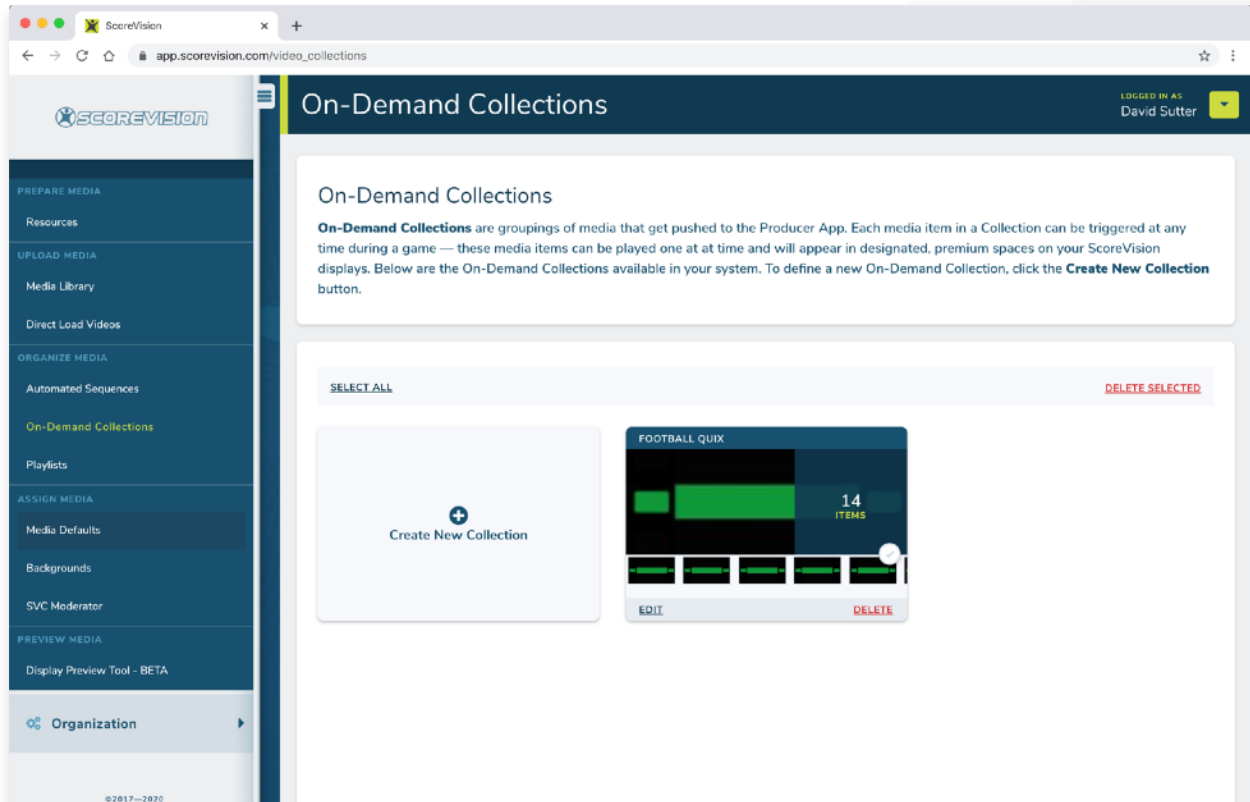 ScoreVision
app.scorevision.com/video_collections
SCOREVISION
On-Demand Collections
LOGGED IN AS
David Sutter
PREPARE MEDIA
Resources
UPLOAD MEDIA
Media Library
Direct Load Videos
ORGANIZE MEDIA
Automated Sequences
On-Demand Collections
Playlists
ASSIGN MEDIA
Media Defaults
Backgrounds
SVC Moderator
PREVIEW MEDIA
Display Preview Tool - BETA
Organization
©2017—2020
On-Demand Collections
On-Demand Collections are groupings of media that get pushed to the Producer App. Each media item in a Collection can be triggered at any
time during a game — these media items can be played one at at time and will appear in designated, premium spaces on your ScoreVision
displays. Below are the On-Demand Collections available in your system. To define a new On-Demand Collection, click the Create New Collection
button.
SELECT ALL
DELETE SELECTED
Create New Collection
FOOTBALL QUIX
14
ITEMS
EDIT
DELETE